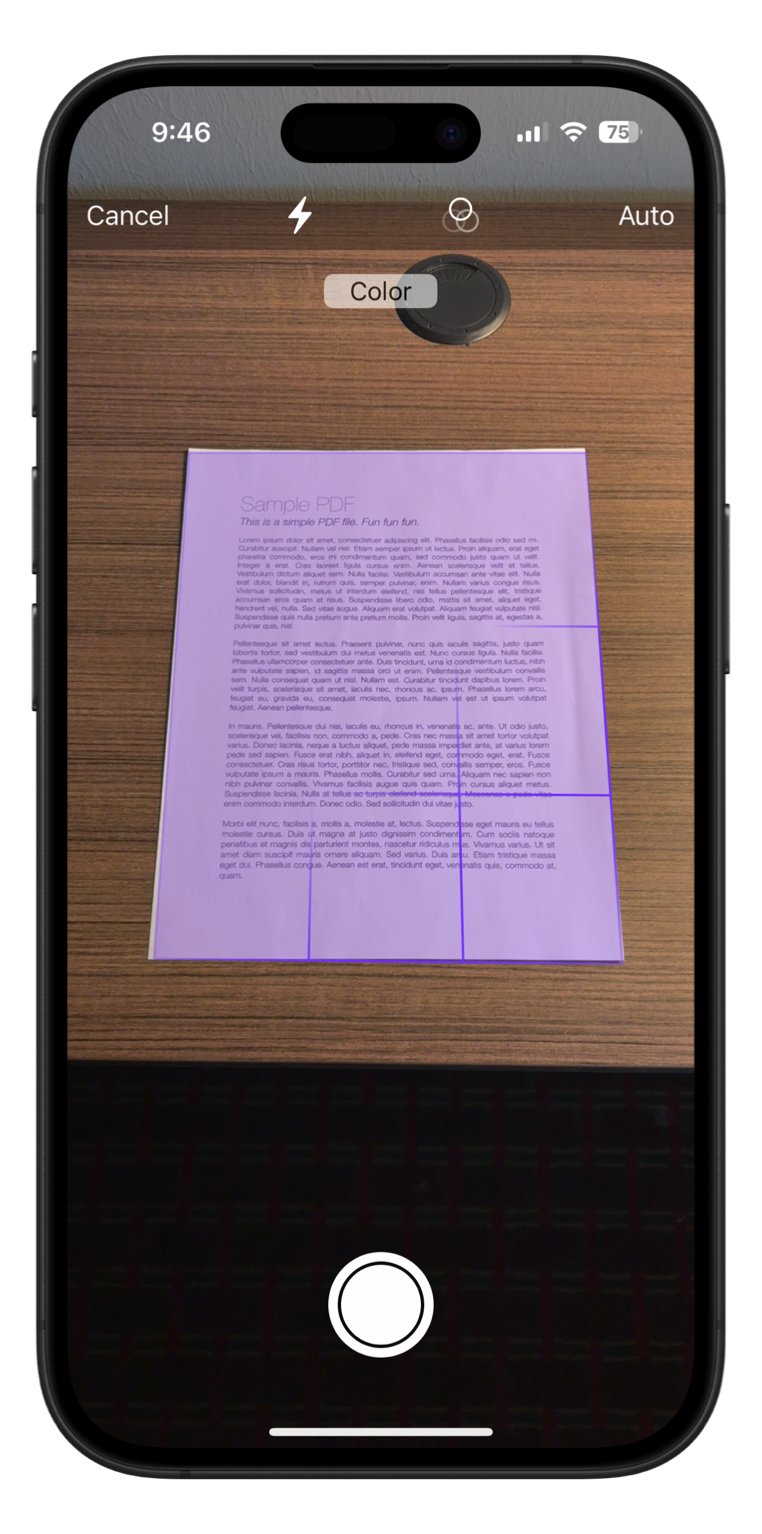 9:46
75
Cancel
Auto
Color
Sample PDF
This is a simple PDF file. Fun fun fun.
Lorem ipsum dolor sit amet, consectetuer adipiscing elit. Phasellus facilisis odio sed mi.
Curabitur suscipit. Nullam vel nisi. Etiam semper ipsum ut lectus. Proin aliquam, erat eget
pharetra commodo, eros mi condimentum quam, sed commodo justo quam ut velit.
Integer a erat. Cras laoreet ligula cursus enim. Aenean scelerisque velit et tellus.
Vestibulum dictum aliquet sem. Nulla facilisi. Vestibulum accumsan ante vitae elit. Nulla
erat dolor, blandit in, rutrum quis, semper pulvinar, enim. Nullam varius congue risus.
Vivamus sollicitudin, metus ut interdum eleifend, nisi tellus pellentesque elit, tristique
accumsan eros quam et risus. Suspendisse libero odio, mattis sit amet, aliquet eget,
hendrerit vel, nulla. Sed vitae augue. Aliquam erat volutpat. Aliquam feugiat vulputate nisl.
Suspendisse quis nulla pretium ante pretium mollis. Proin velit ligula, sagittis at, egestas a,
pulvinar quis, nisl.
Pellentesque sit amet lectus. Praesent pulvinar, nunc quis iaculis sagittis, justo quam
lobortis tortor, sed vestibulum dui metus venenatis est. Nunc cursus ligula. Nulla facilisi.
Phasellus ullamcorper consectetuer ante. Duis tincidunt, urna id condimentum luctus, nibh
ante vulputate sapien, id sagittis massa orci ut enim. Pellentesque vestibulum convallis
sem. Nulla consequat quam ut nisl. Nullam est. Curabitur tincidunt dapibus lorem. Proin
velit turpis, scelerisque sit amet, iaculis nec, rhoncus ac, ipsum. Phasellus lorem arcu,
feugiat eu, gravida eu, consequat molestie, ipsum. Nullam vel est ut ipsum volutpat
feugiat. Aenean pellentesque.
In mauris. Pellentesque dui nisi, iaculis eu, rhoncus in, venenatis ac, ante. Ut odio justo,
scelerisque vel, facilisis non, commodo a, pede. Cras nec massa sit amet tortor volutpat
varius. Donec lacinia, neque a luctus aliquet, pede massa imperdiet ante, at varius lorem
pede sed sapien. Fusce erat nibh, aliquet in, eleifend eget, commodo eget, erat. Fusce
consectetuer. Cras risus tortor, porttitor nec, tristique sed, convallis semper, eros. Fusce
vulputate ipsum a mauris. Phasellus mollis. Curabitur sed urna. Aliquam nec sapien non
nibh pulvinar convallis. Vivamus facilisis augue quis quam. Proin cursus aliquet metus.
Suspendisse lacinia. Nulla at tellus ac turpis eleifend scelerisque. Maecenas a pede vitae
enim commodo interdum. Donec odio. Sed sollicitudin dui vitae justo.
Morbi elit nunc, facilisis a, mollis a, molestie at, lectus. Suspendisse eget mauris eu tellus
molestie cursus. Duis ut magna at justo dignissim condimentum. Cum sociis natoque
penatibus et magnis dis parturient montes, nascetur ridiculus mus. Vivamus varius. Ut sit
amet diam suscipit mauris ornare aliquam. Sed varius. Duis arcu. Etiam tristique massa
eget dui. Phasellus congue. Aenean est erat, tincidunt eget, venenatis quis, commodo at,
quam.